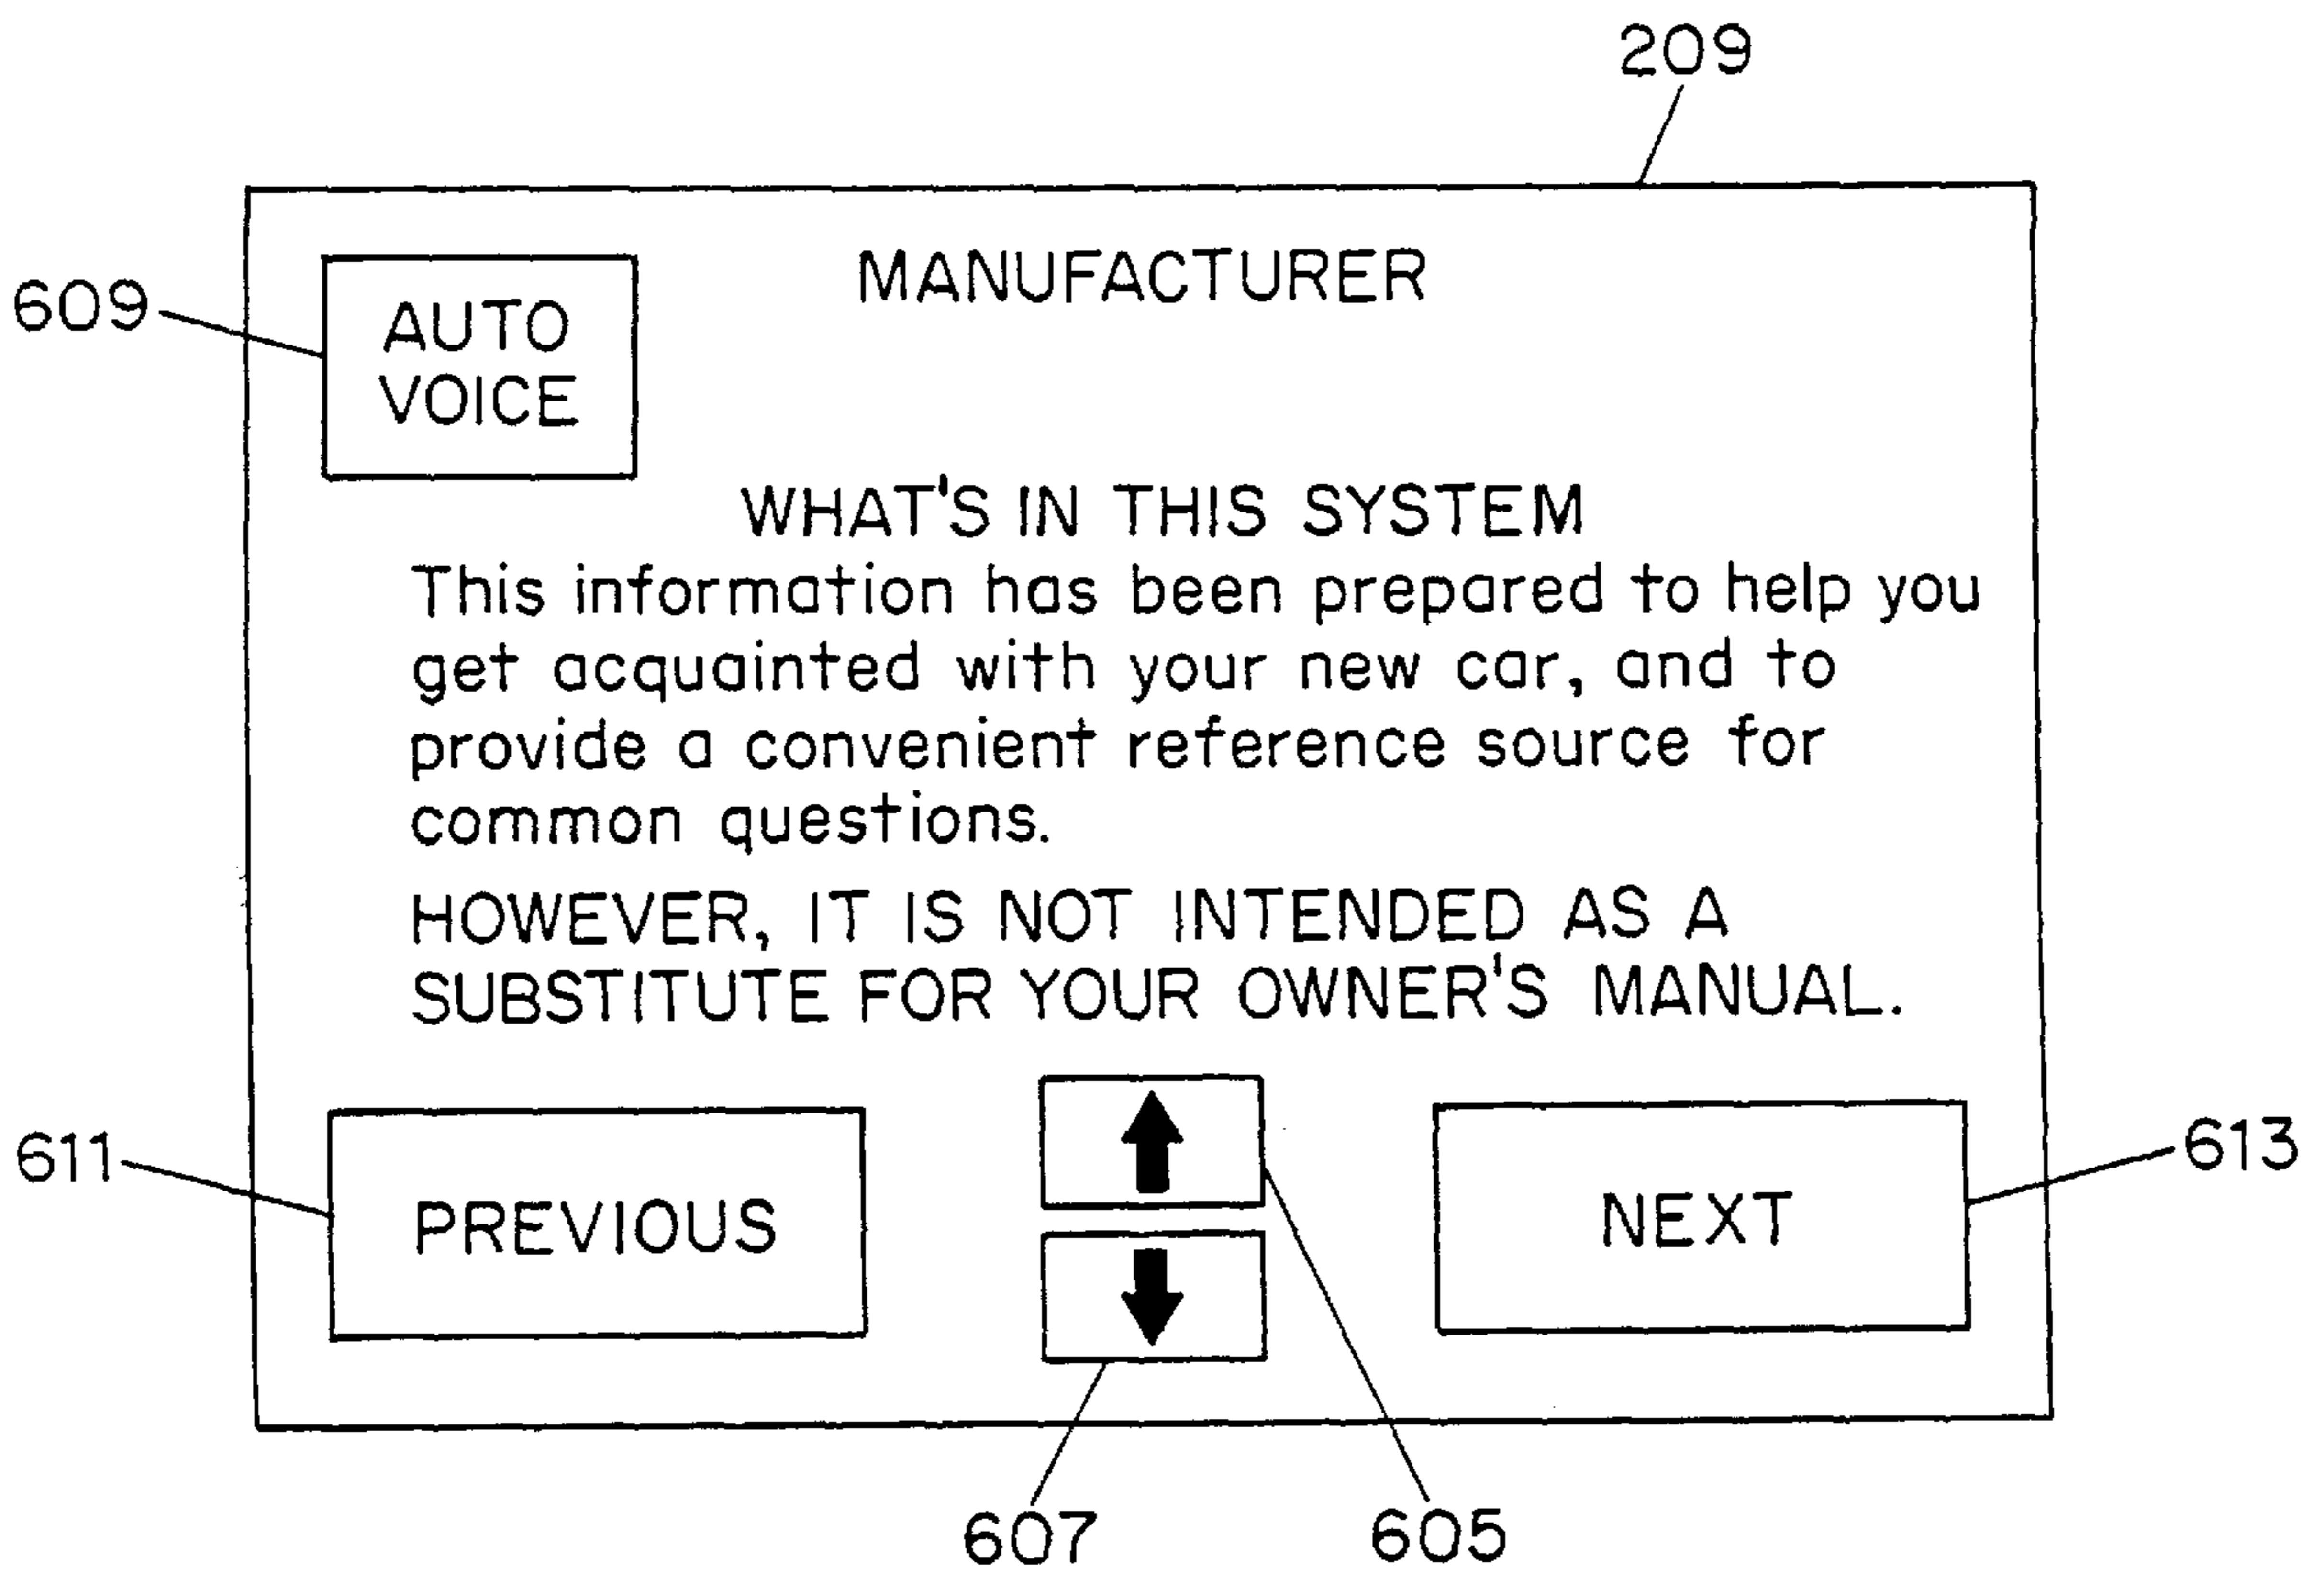 209
MANUFACTURER
609
AUTO
VOICE
WHAT'S IN THIS SYSTEM
This information has been prepared to help you
get acquainted with your new car, and to
provide a convenient reference source for
common questions.
HOWEVER, IT IS NOT INTENDED AS A
SUBSTITUTE FOR YOUR OWNER'S MANUAL.
611
PREVIOUS
NEXT
613
607
605